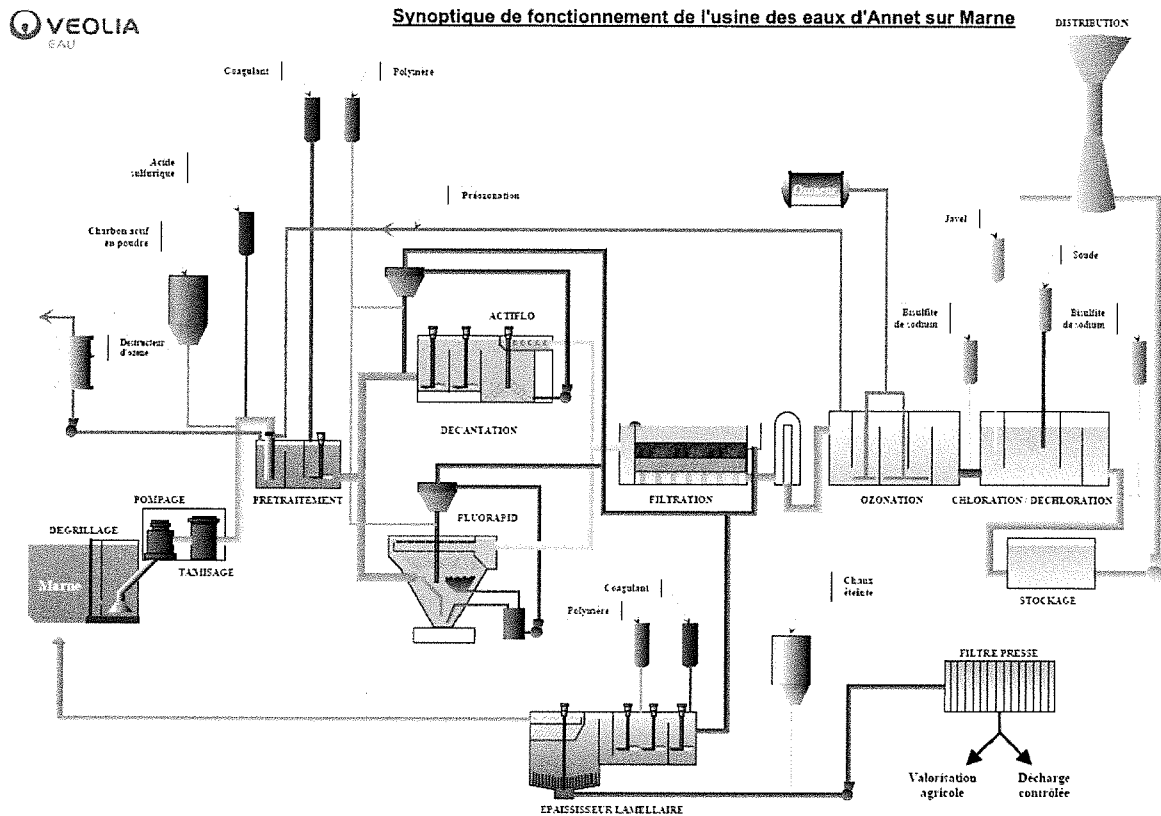 VEOLIA
EAU
Synoptique de fonctionnement de l'usine des eaux d'Annet sur Marne
DISTRIBUTION
Coagulant
Polymère
Acide
sulfurique
Préozonation
Javel
Charbon actif
en poudre
Soude
Bisulfite
de sodium
Bisulfite
de sodium
Destructeur
d'ozone
ACTIFLO
DECANTATION
PRETRAITEMENT
FILTRATION
OZONATION
CHLORATION / DECHLORATION
POMPAGE
FLUORAPID
DEGRILLAGE
TAMISAGE
Marne
Coagulant
Polymère
Chaux
éteinte
STOCKAGE
FILTRE PRESSE
Valorisation
agricole
Décharge
contrôlée
EPAISSISSEUR LAMELLAIRE